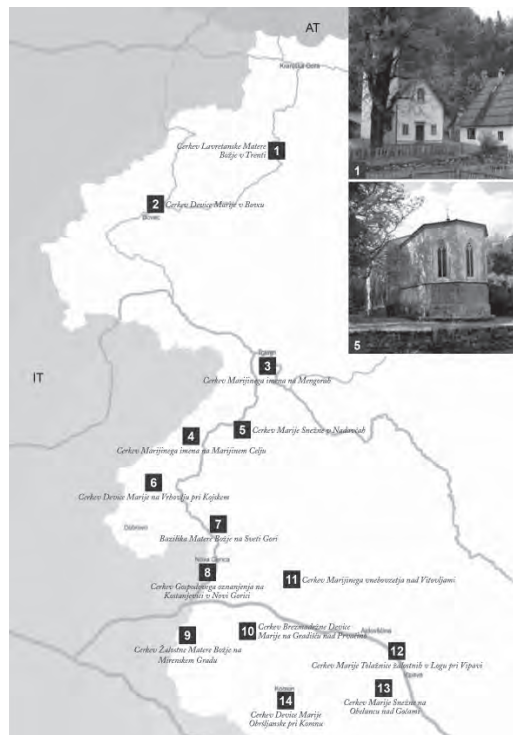 AT
Kranjska Gora
1
Cerkev Lavretanske Matere
Božje v Trenti
1
2
Cerkev Device Marije v Bovcu
Bovec
5
IT
Tolmin
3
Cerkev Marijinega imena na Mengorah
4
Cerkev Marijinega imena na Marijinem Celju
5
Cerkev Marije Snežne v Nadavčah
6
Cerkev Device Marije na Vrhovlju pri Kojskem
Dobrovo
7
Bazilika Matere Božje na Sveti Gori
Nova Gorica
8
Cerkev Gospodovega oznanjenja na
Kostanjevici v Novi Gorici
11
Cerkev Marijinega vnebovzetja nad Vitovljami
9
Cerkev Žalostne Matere Božje na
Mirenskem Gradu
10
Cerkev Brezmadežne Device
Marije na Gradišču nad Prvačino
Ajdovščina
12
Cerkev Marije Tolažnice žalostnih v Logu pri Vipavi
Vipava
13
Cerkev Marije Snežne na
Obelancu nad Gočami
Komen
14
Cerkev Device Marije
Obršljanske pri Komnu